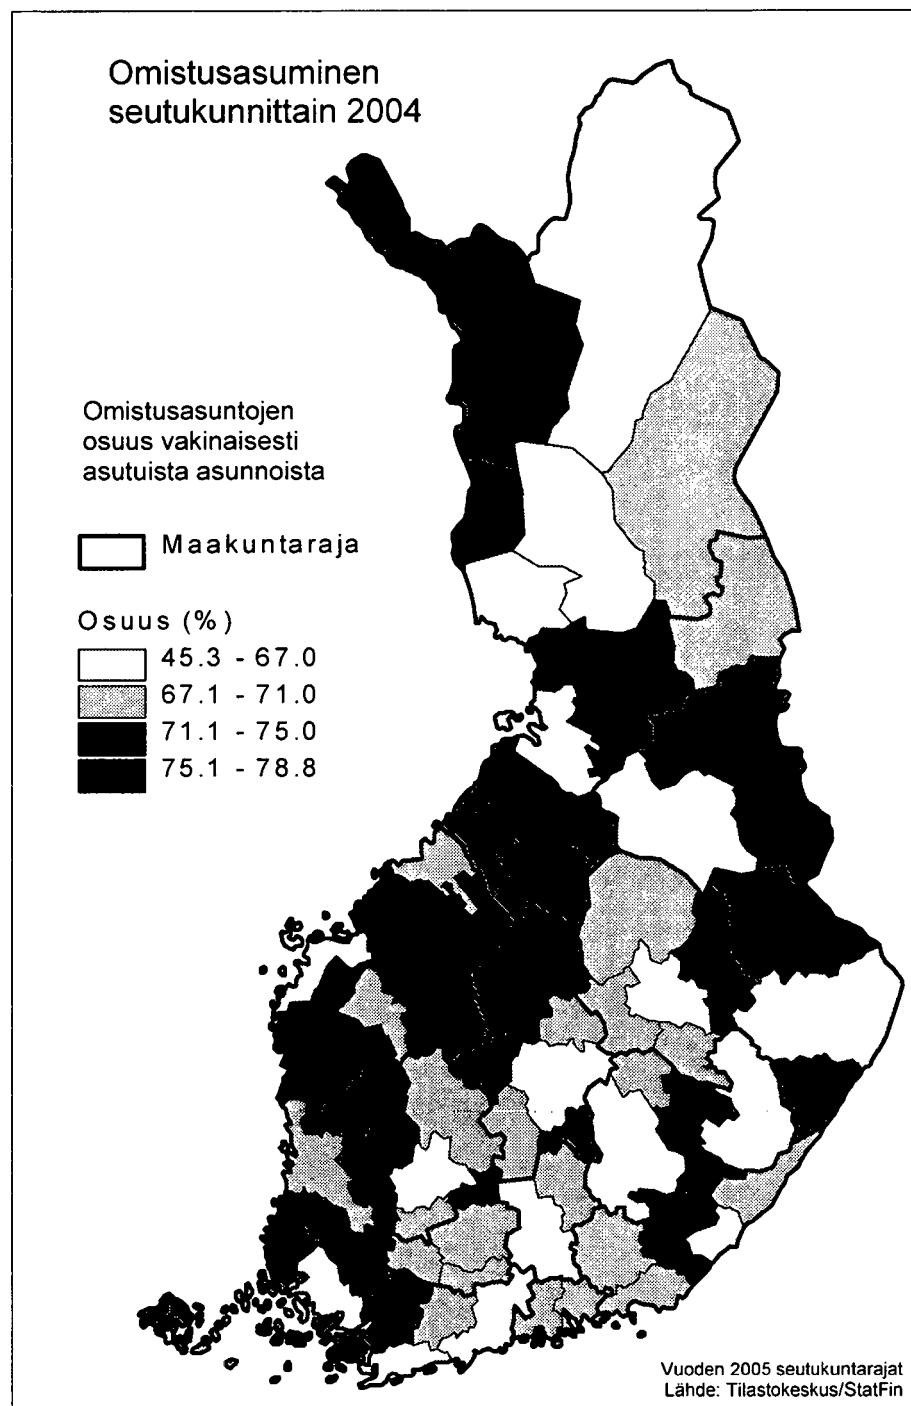 Omistusasuminen
seutukunnittain 2004
Omistusasuntojen
osuus vakinaisesti
asutuista asunnoista
Maakuntaraja
Osuus (%)
45.3 - 67.0
67.1 - 71.0
71.1 - 75.0
75.1 - 78.8
Vuoden 2005 seutukuntarajat
Lähde: Tilastokeskus/StatFin